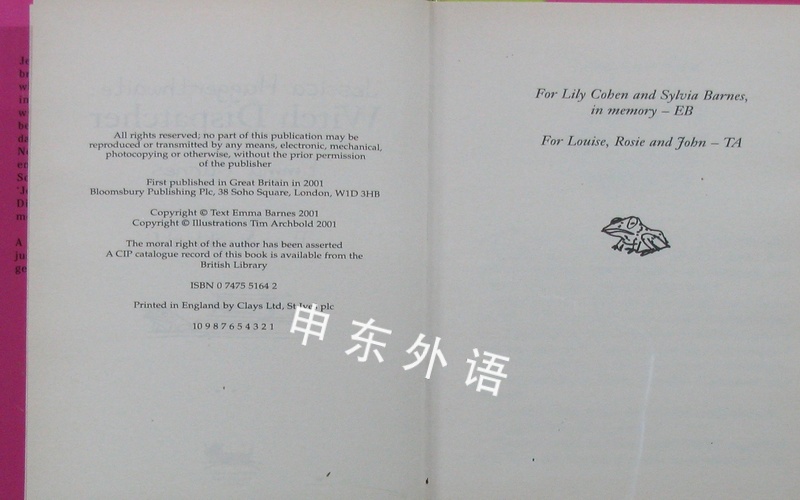 All rights reserved; no part of this publication may be
reproduced or transmitted by any means, electronic, mechanical,
photocopying or otherwise, without the prior permission
of the publisher
First published in Great Britain in 2001
Bloomsbury Publishing Plc, 38 Soho Square, London, W1D 3HB
Copyright © Text Emma Barnes 2001
Copyright © Illustrations Tim Archbold 2001
The moral right of the author has been asserted
A CIP catalogue record of this book is available from the
British Library
ISBN 0 7475 5164 2
Printed in England by Clays Ltd, St Ives plc
10 9 8 7 6 5 4 3 2 1
For Lily Cohen and Sylvia Barnes,
in memory – EB
For Louise, Rosie and John – TA
申东外语